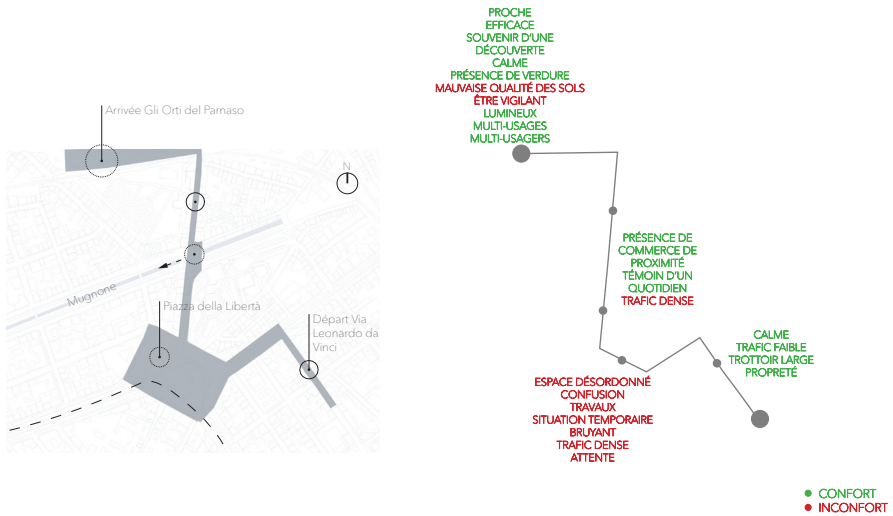 PROCHE
EFFICACE
SOUVENIR D'UNE
DÉCOUVERTE
CALME
PRÉSENCE DE VERDURE
MAUVAISE QUALITÉ DES SOLS
ÊTRE VIGILANT
LUMINEUX
MULTI-USAGES
MULTI-USAGERS
Arrivée Gli Orti del Parnaso
N
Mugnone
Piazza della Libertà
Départ Via
Leonardo da
Vinci
PRÉSENCE DE
COMMERCE DE
PROXIMITÉ
TÉMOIN D'UN
QUOTIDIEN
TRAFIC DENSE
CALME
TRAFIC FAIBLE
TROTTOIR LARGE
PROPRETÉ
ESPACE DÉSORDONNÉ
CONFUSION
TRAVAUX
SITUATION TEMPORAIRE
BRUYANT
TRAFIC DENSE
ATTENTE
CONFORT
INCONFORT